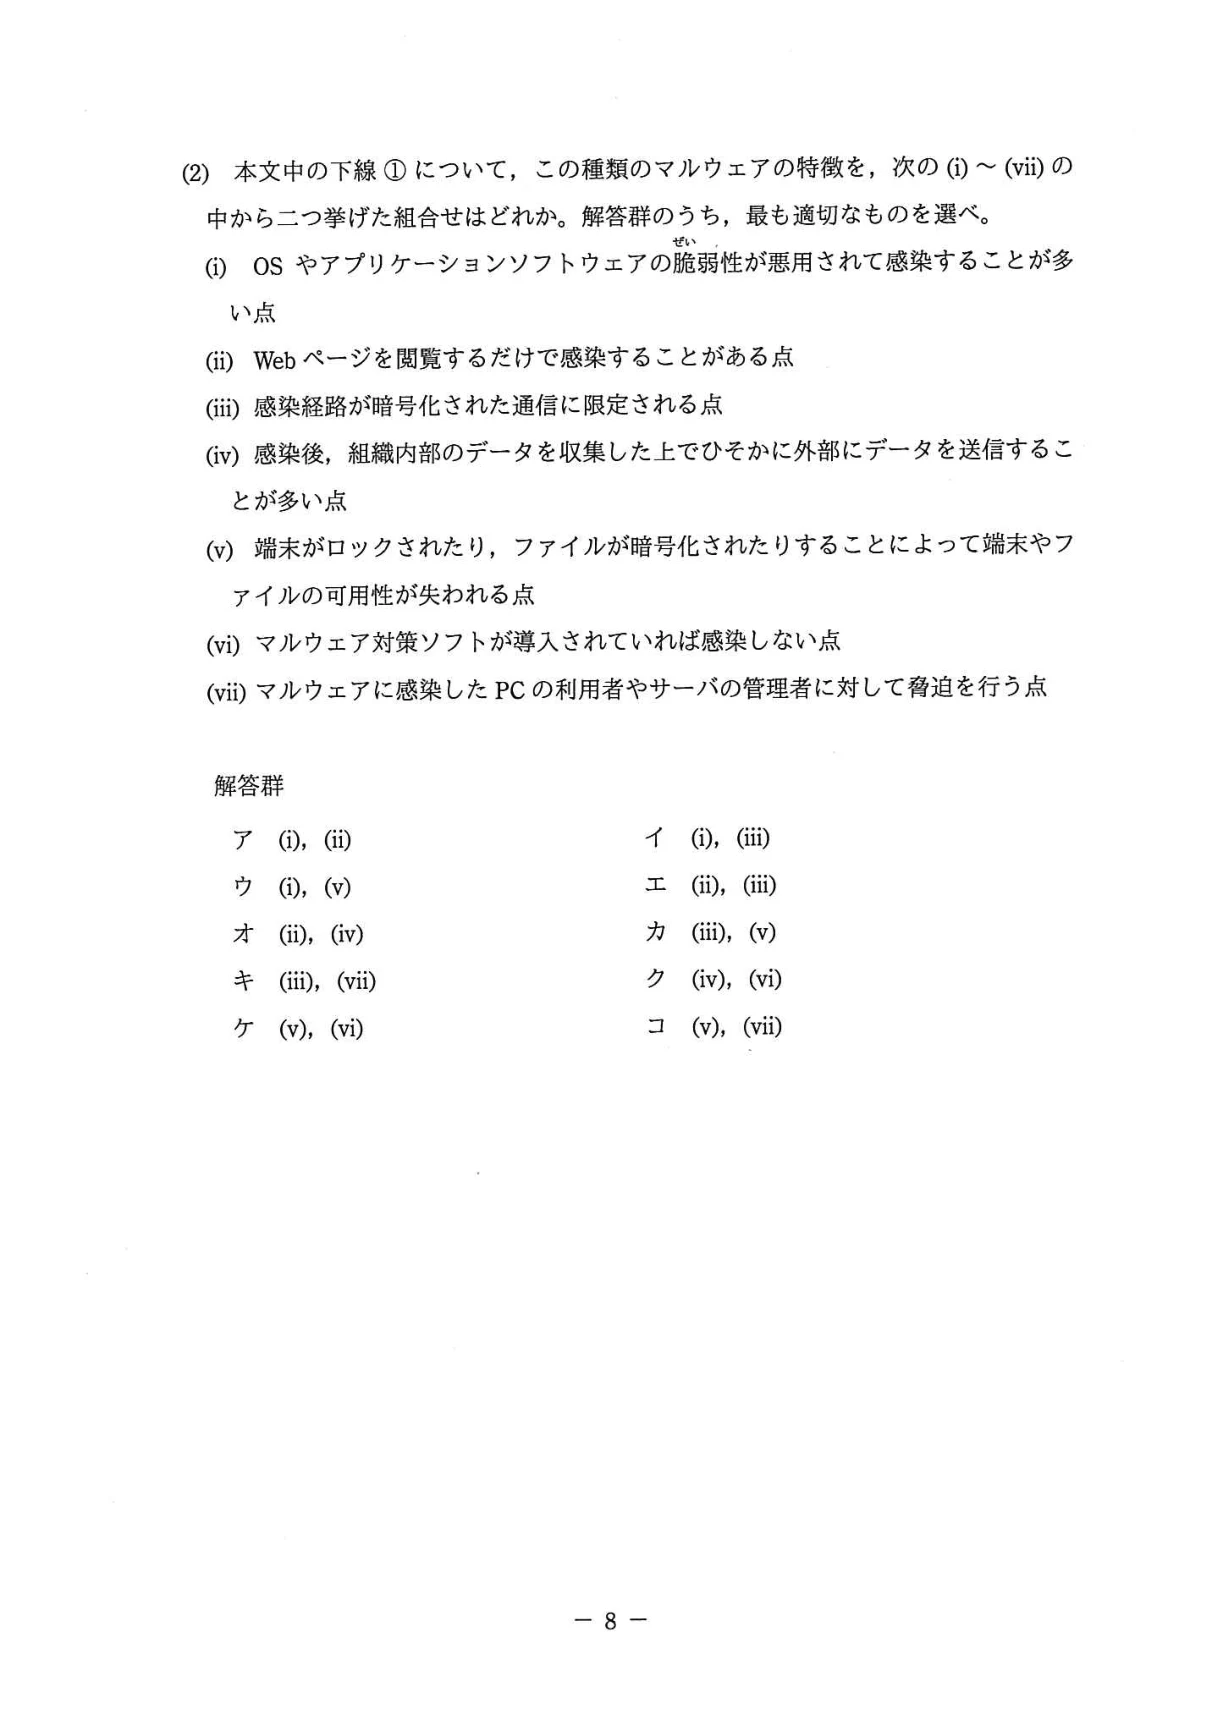 (2) 本文中の下線①について，この種類のマルウェアの特徴を，次の(i)～(vii)の
中から二つ挙げた組合せはどれか。解答群のうち，最も適切なものを選べ。
ぜい
(i) OSやアプリケーションソフトウェアの脆弱性が悪用されて感染することが多
い点
(ii) Webページを閲覧するだけで感染することがある点
(iii) 感染経路が暗号化された通信に限定される点
(iv) 感染後，組織内部のデータを収集した上でひそかに外部にデータを送信するこ
とが多い点
(v) 端末がロックされたり，ファイルが暗号化されたりすることによって端末やフ
ァイルの可用性が失われる点
(vi) マルウェア対策ソフトが導入されていれば感染しない点
(vii) マルウェアに感染したPCの利用者やサーバの管理者に対して脅迫を行う点
解答群
ア (i)，(ii) イ (i)，(iii)
ウ (i)，(v) エ (ii)，(iii)
オ (ii)，(iv) カ (iii)，(v)
キ (iii)，(vii) ク (iv)，(vi)
ケ (v)，(vi) コ (v)，(vii)
－ 8 －